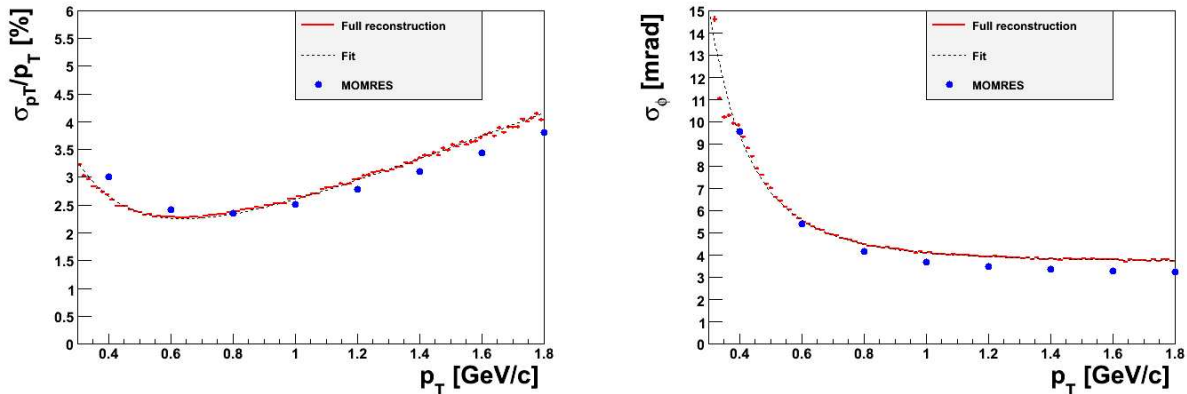 σpT/pT [%]
6
5.5
5
4.5
4
3.5
3
2.5
2
1.5
1
0.5
0
Full reconstruction
Fit
MOMRES
0.4 0.6 0.8 1 1.2 1.4 1.6 1.8
pT [GeV/c]
σϕ [mrad]
15
14
13
12
11
10
9
8
7
6
5
4
3
2
1
0
Full reconstruction
Fit
MOMRES
0.4 0.6 0.8 1 1.2 1.4 1.6 1.8
pT [GeV/c]